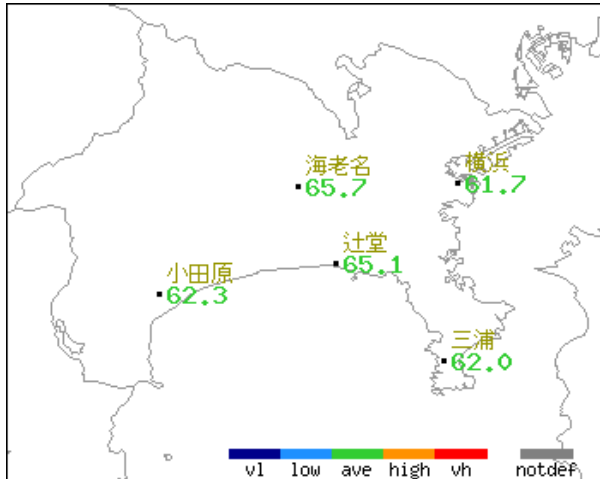 海老名
65.7
横浜
61.7
辻堂
65.1
小田原
62.3
三浦
62.0
vl low ave high vh notdef